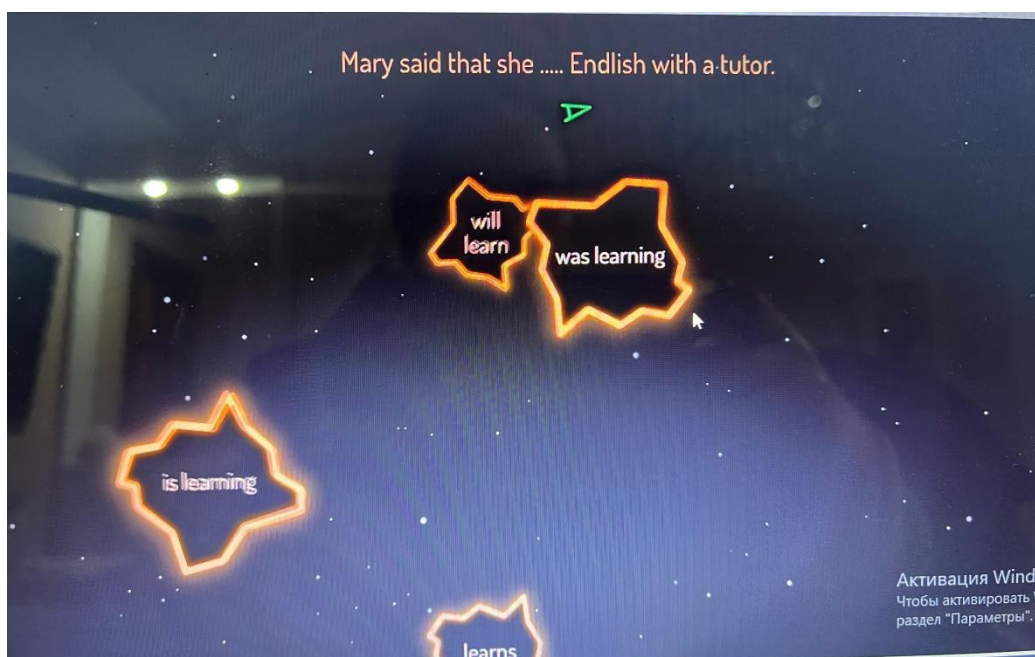 Mary said that she ..... Endlish with a tutor.
will
learn
was learning
is learning
learns
Активация Wind
Чтобы активировать
раздел "Параметры".